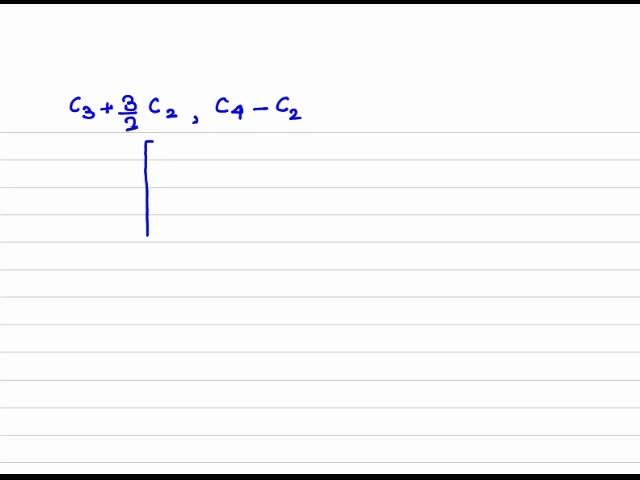 C₃ + 3/2 C₂ , C₄ − C₂
[